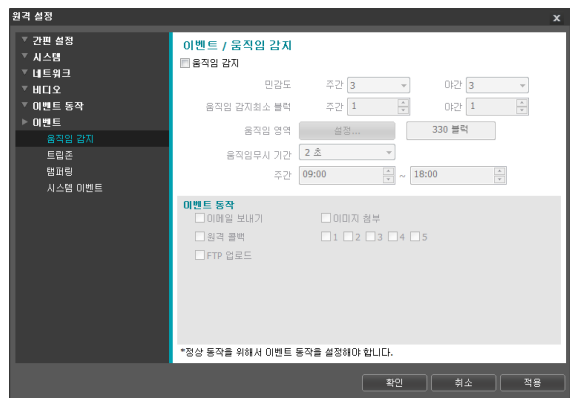 원격 설정 x
간편 설정
시스템
네트워크
비디오
이벤트 동작
이벤트
움직임 감지
트립존
탬퍼링
시스템 이벤트
이벤트 / 움직임 감지
움직임 감지
민감도 주간 3 야간 3
움직임 감지최소 블럭 주간 1 야간 1
움직임 영역 설정... 330 블럭
움직임무시 기간 2 초
주간 09:00 ~ 18:00
이벤트 동작
이메일 보내기 이미지 첨부
원격 콜백 1 2 3 4 5
FTP 업로드
*정상 동작을 위해서 이벤트 동작을 설정해야 합니다.
확인 취소 적용